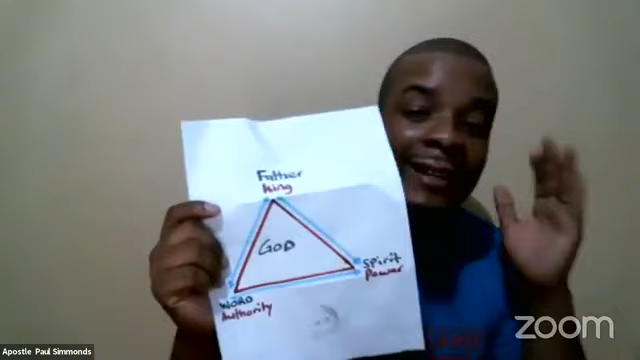 Father
King
GOD
Spirit
Power
WORD
Authority
zoom
Apostle Paul Simmonds